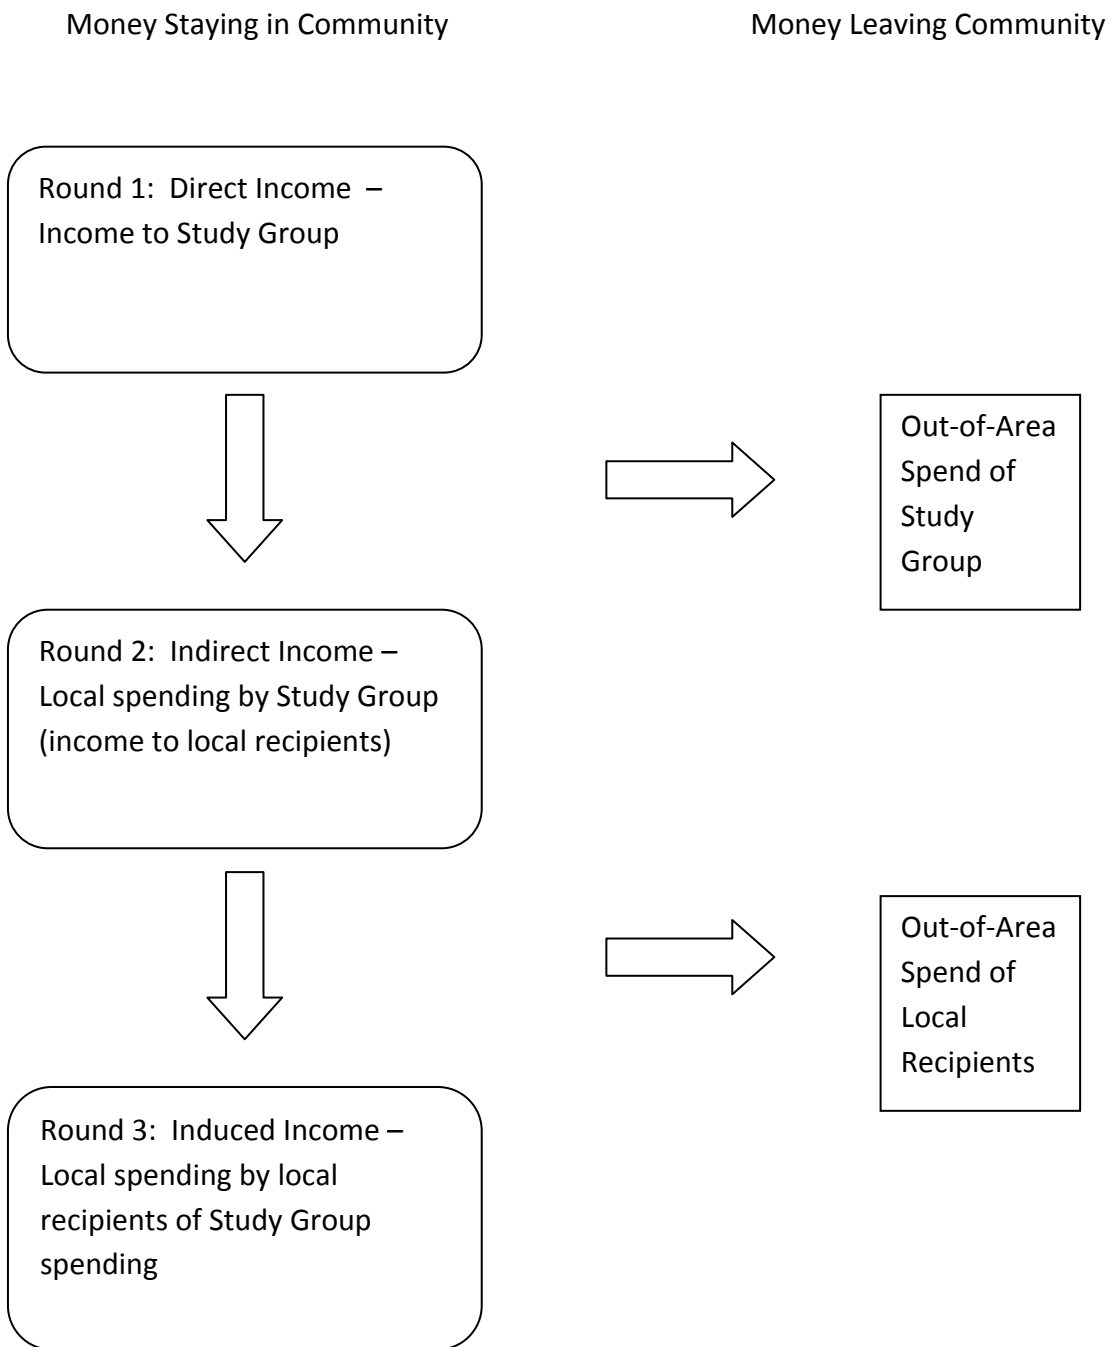 Money Staying in Community
Money Leaving Community
Round 1:  Direct Income  –
Income to Study Group
Out-of-Area
Spend of
Study
Group
Round 2:  Indirect Income –
Local spending by Study Group
(income to local recipients)
Out-of-Area
Spend of
Local
Recipients
Round 3:  Induced Income –
Local spending by local
recipients of Study Group
spending